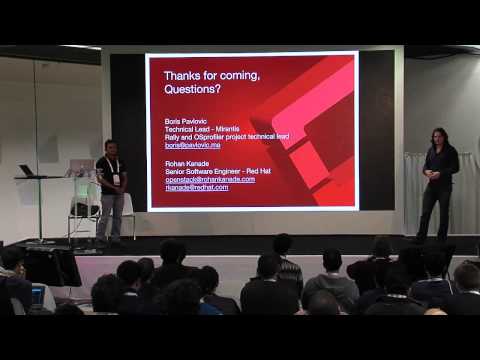 Thanks for coming,
Questions?
Boris Pavlovic
Technical Lead - Mirantis
Rally and OSprofiler project technical lead
boris@pavlovic.me
Rohan Kanade
Senior Software Engineer - Red Hat
openstack@rohankanade.com
rkanade@redhat.com